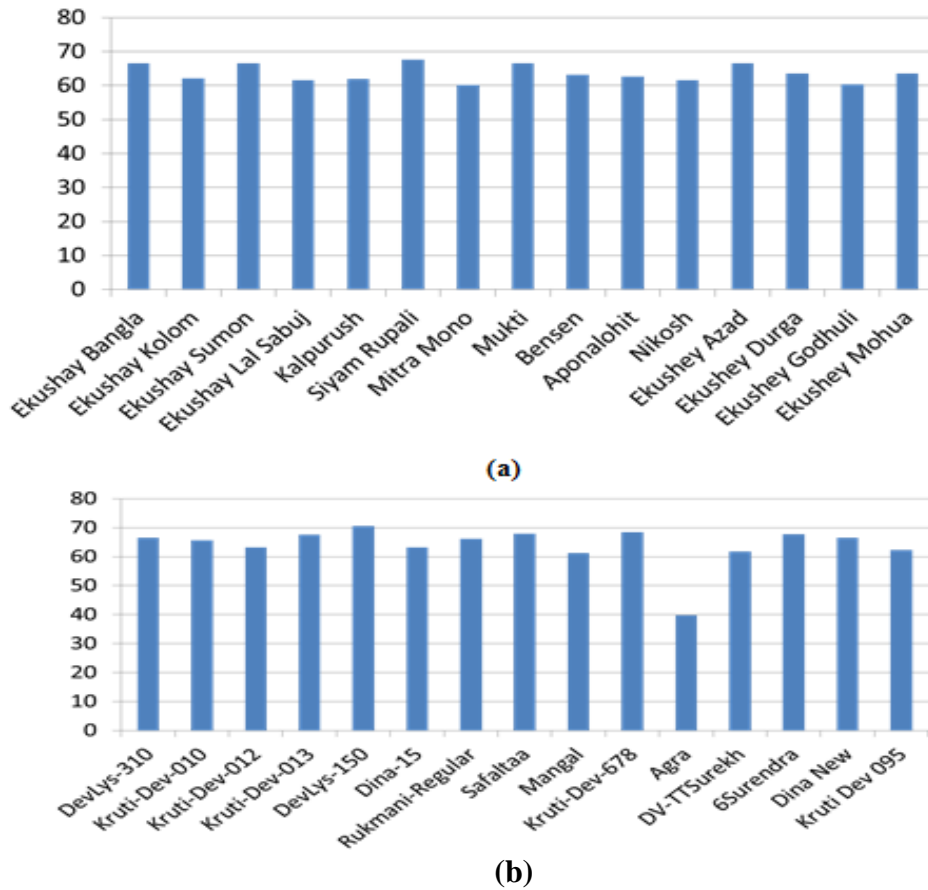 80
70
60
50
40
30
20
10
0
Ekushay Bangla
Ekushay Kolom
Ekushay Sumon
Ekushay Lal Sabuj
Kalpurush
Siyam Rupali
Mitra Mono
Mukti
Bensen
Aponalohit
Nikosh
Ekushey Azad
Ekushey Durga
Ekushey Godhuli
Ekushey Mohua
(a)
80
70
60
50
40
30
20
10
0
DevLys-310
Kruti-Dev-010
Kruti-Dev-012
Kruti-Dev-013
DevLys-150
Dina-15
Rukmani-Regular
Safaltaa
Mangal
Kruti-Dev-678
Agra
DV-TTSurekh
6Surendra
Dina New
Kruti Dev 095
(b)